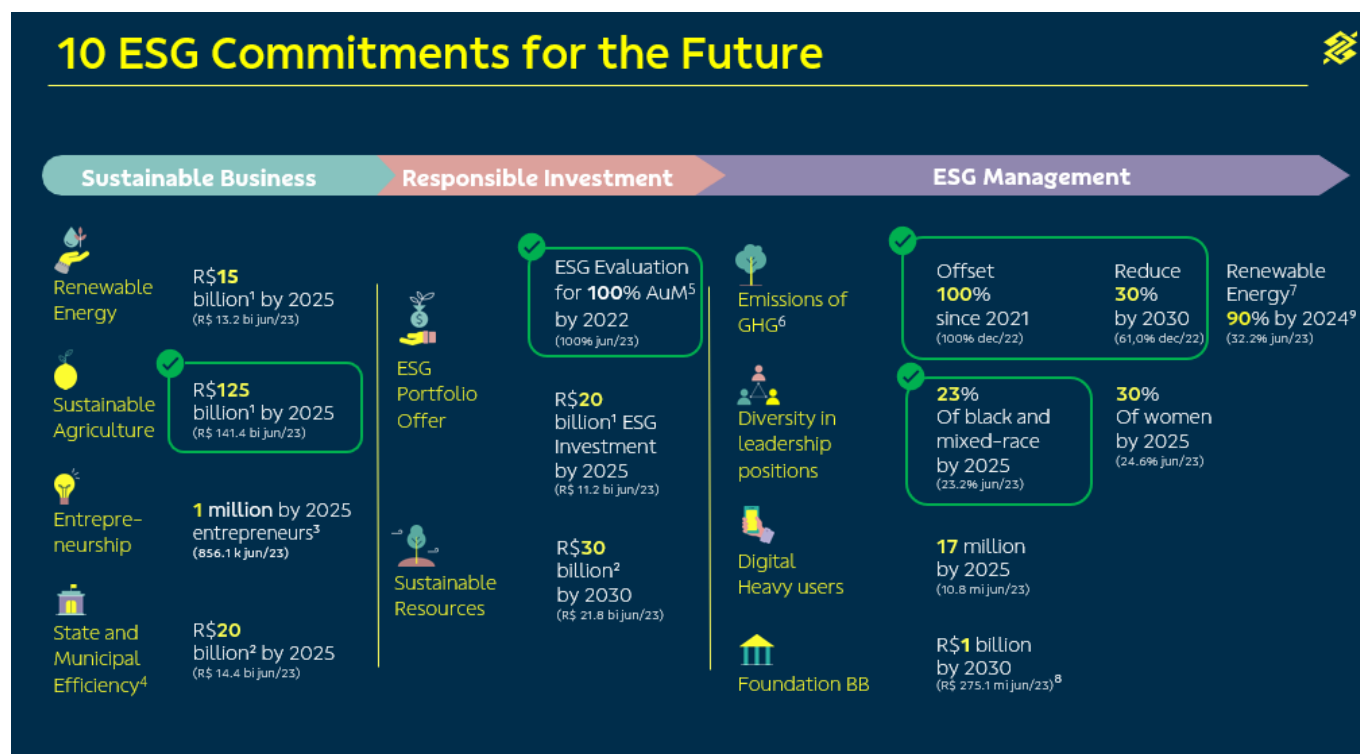 10 ESG Commitments for the Future
Sustainable Business
Renewable
Energy
R$15
billion¹ by 2025
(R$ 13.2 bi jun/23)
Sustainable
Agriculture
R$125
billion¹ by 2025
(R$ 141.4 bi jun/23)
Entrepre-
neurship
1 million by 2025
entrepreneurs³
(856.1 k jun/23)
State and
Municipal
Efficiency⁴
R$20
billion² by 2025
(R$ 14.4 bi jun/23)
Responsible Investment
ESG
Portfolio
Offer
ESG Evaluation
for 100% AuM⁵
by 2022
(100% jun/23)
R$20
billion¹ ESG
Investment
by 2025
(R$ 11.2 bi jun/23)
Sustainable
Resources
R$30
billion²
by 2030
(R$ 21.8 bi jun/23)
ESG Management
Emissions of
GHG⁶
Offset
100%
since 2021
(100% dec/22)
Reduce
30%
by 2030
(61,0% dec/22)
Renewable
Energy⁷
90% by 2024⁹
(32.2% jun/23)
Diversity in
leadership
positions
23%
Of black and
mixed-race
by 2025
(23.2% jun/23)
30%
Of women
by 2025
(24.6% jun/23)
Digital
Heavy users
17 million
by 2025
(10.8 mi jun/23)
Foundation BB
R$1 billion
by 2030
(R$ 275.1 mi jun/23)⁸